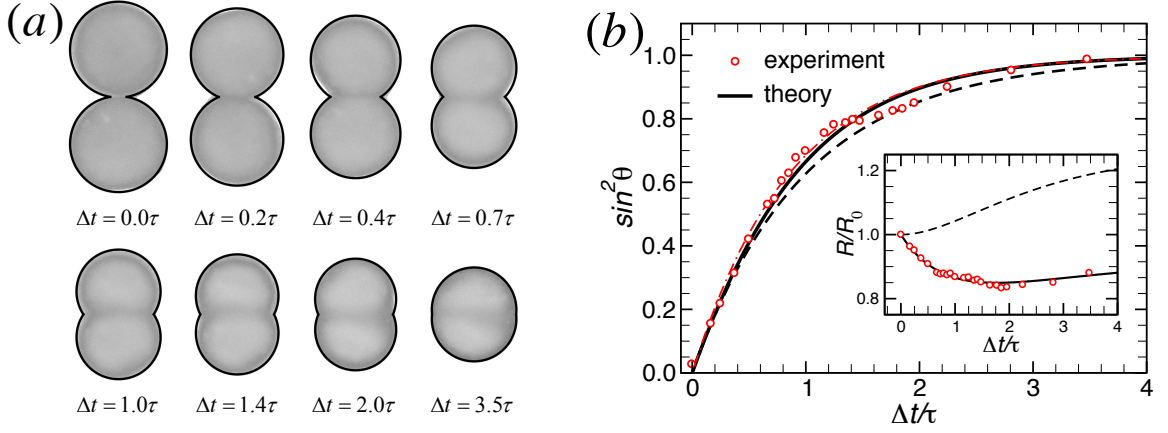 (a)
Δt = 0.0τ Δt = 0.2τ Δt = 0.4τ Δt = 0.7τ
Δt = 1.0τ Δt = 1.4τ Δt = 2.0τ Δt = 3.5τ
(b)
1.0
0.8
0.6
0.4
0.2
0.0
sin²θ
experiment
theory
1.2
1.0
0.8
R/R₀
0 1 2 3 4
Δt/τ
0 1 2 3 4
Δt/τ